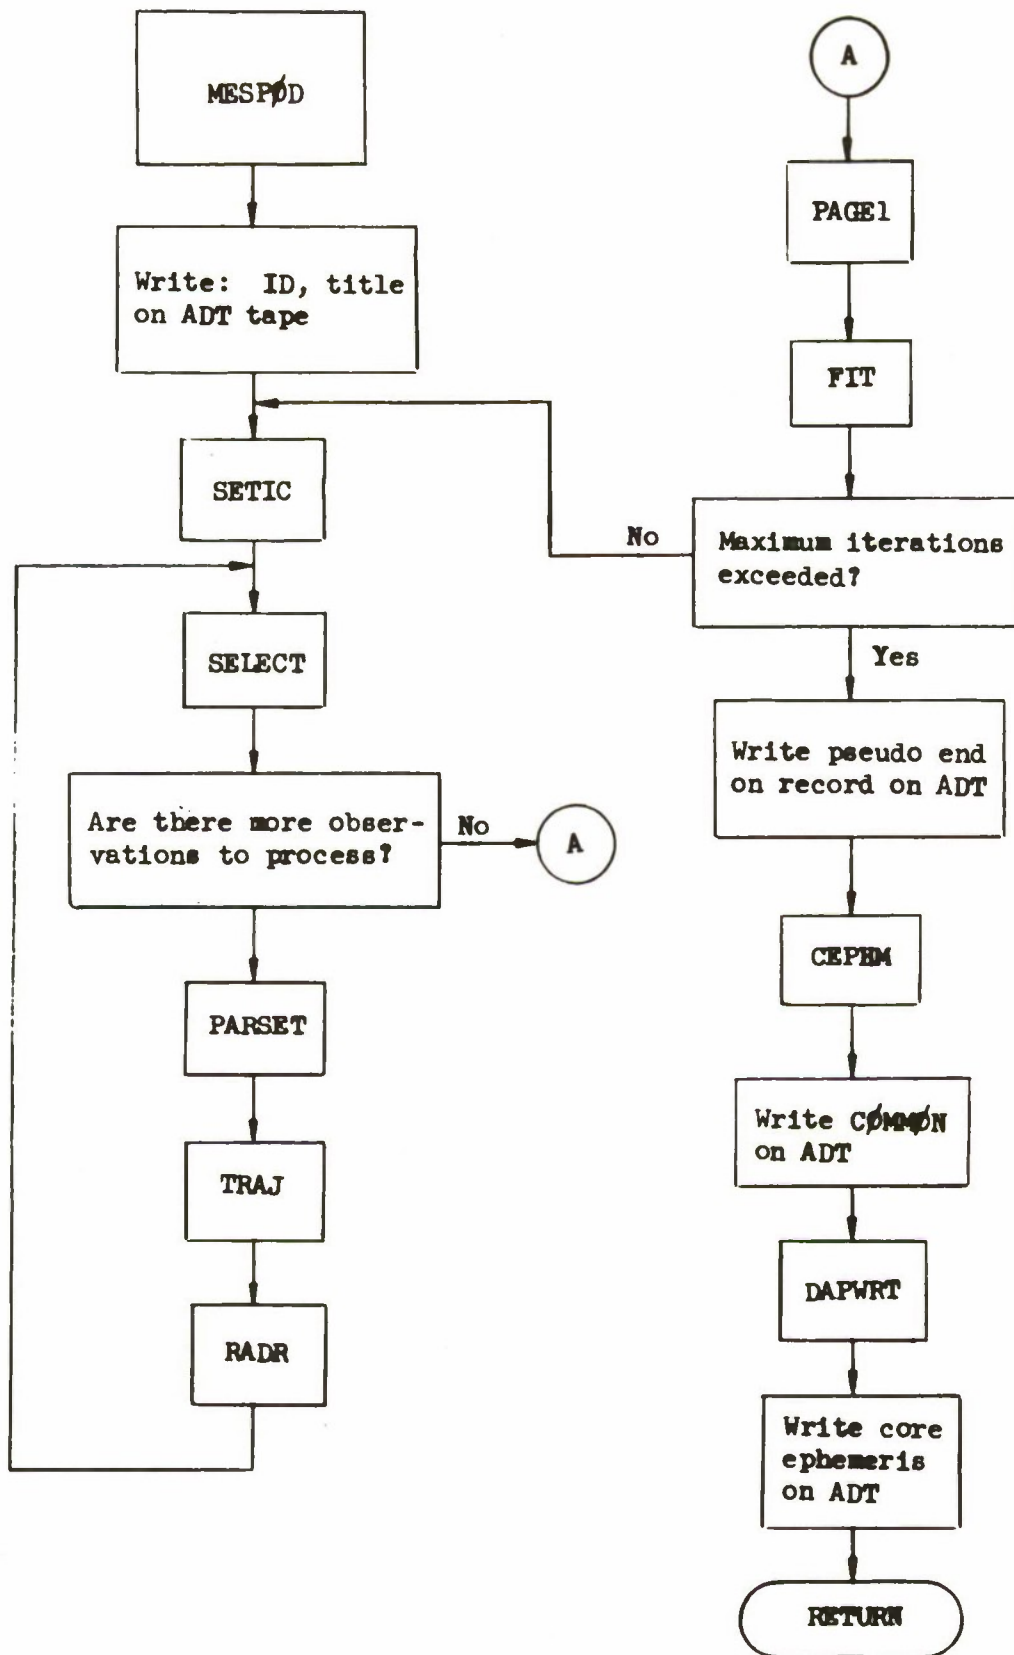 MESPØD
Write: ID, title
on ADT tape
SETIC
SELECT
Are there more obser-
vations to process?
No
A
PARSET
TRAJ
RADR
A
PAGE1
FIT
Maximum iterations
exceeded?
No
Yes
Write pseudo end
on record on ADT
CEPHM
Write CØMMØN
on ADT
DAPWRT
Write core
ephemeris
on ADT
RETURN